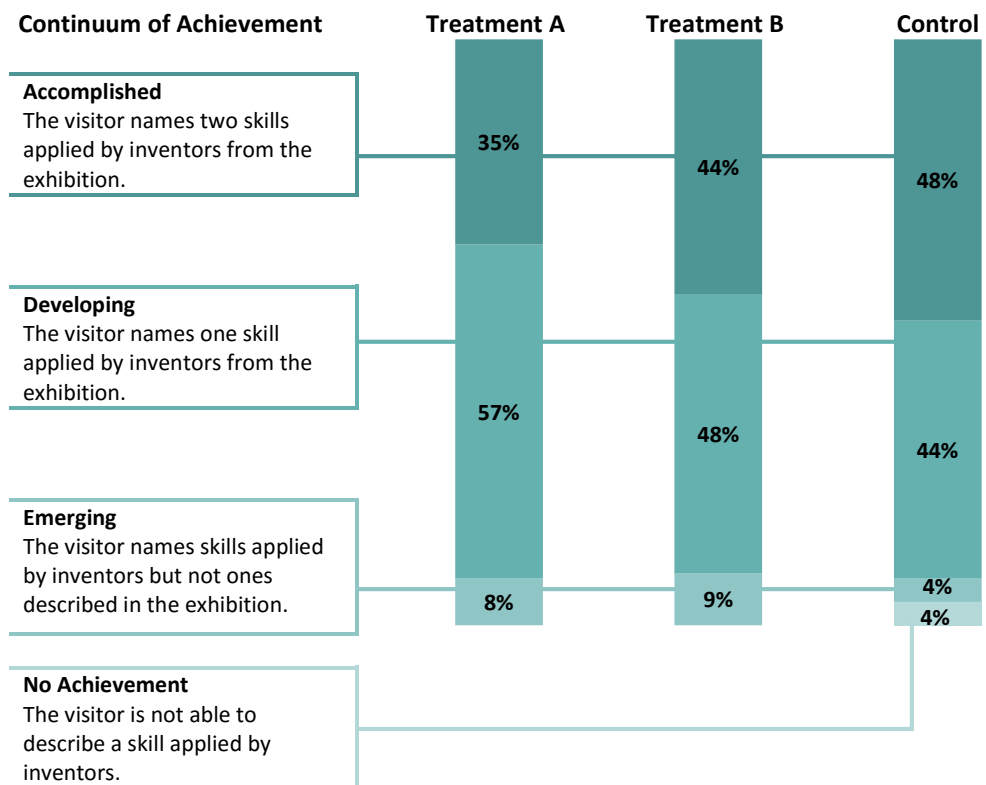 Continuum of Achievement
Treatment A
Treatment B
Control
Accomplished
The visitor names two skills
applied by inventors from the
exhibition.
35%
44%
48%
Developing
The visitor names one skill
applied by inventors from the
exhibition.
57%
48%
44%
Emerging
The visitor names skills applied
by inventors but not ones
described in the exhibition.
8%
9%
4%
4%
No Achievement
The visitor is not able to
describe a skill applied by
inventors.